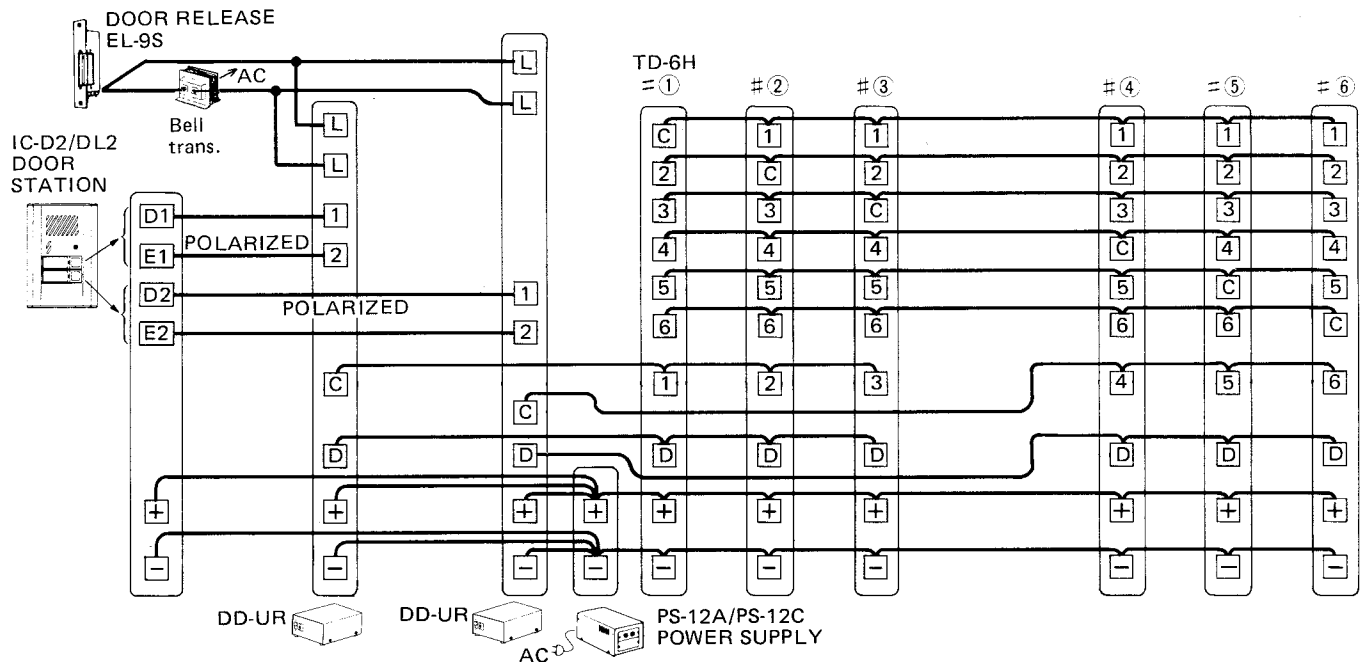 DOOR RELEASE
EL-9S
AC
Bell
trans.
IC-D2/DL2
DOOR
STATION
TD-6H
=① #② #③ #④ =⑤ #⑥
L
L
L
L
D1 1
POLARIZED
E1 2
D2 1
POLARIZED
E2 2
C 1 1 1 1 1
2 C 2 2 2 2
3 3 C 3 3 3
4 4 4 C 4 4
5 5 5 5 C 5
6 6 6 6 6 C
C 1 2 3 4 5 6
C
D D D D D D D D
+ + + + + + + + + +
- - - - - - - - - -
DD-UR
DD-UR
AC
PS-12A/PS-12C
POWER SUPPLY